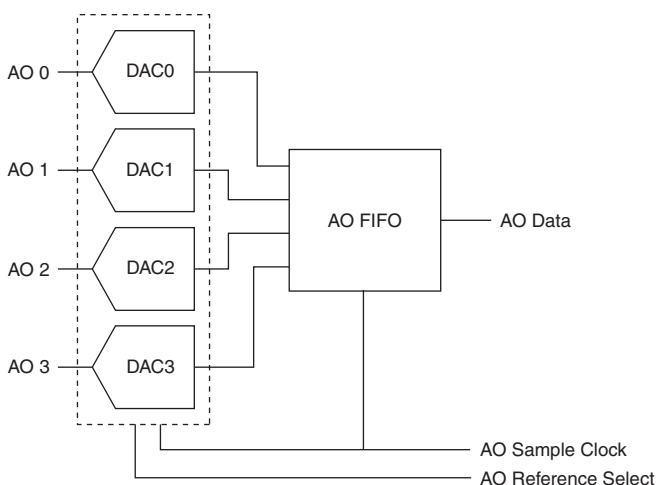 AO 0
DAC0
AO 1
DAC1
AO FIFO
AO Data
AO 2
DAC2
AO 3
DAC3
AO Sample Clock
AO Reference Select